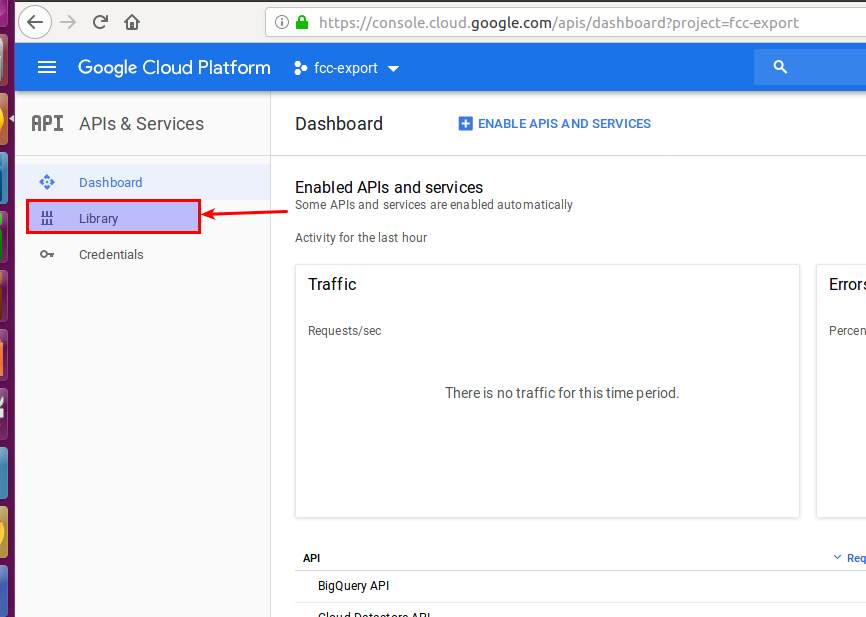 https://console.cloud.google.com/apis/dashboard?project=fcc-export
Google Cloud Platform
fcc-export
API APIs & Services
Dashboard
ENABLE APIS AND SERVICES
Dashboard
Library
Credentials
Enabled APIs and services
Some APIs and services are enabled automatically
Activity for the last hour
Traffic
Requests/sec
There is no traffic for this time period.
Errors
Percen
API
Req
BigQuery API
Cloud Datastore API